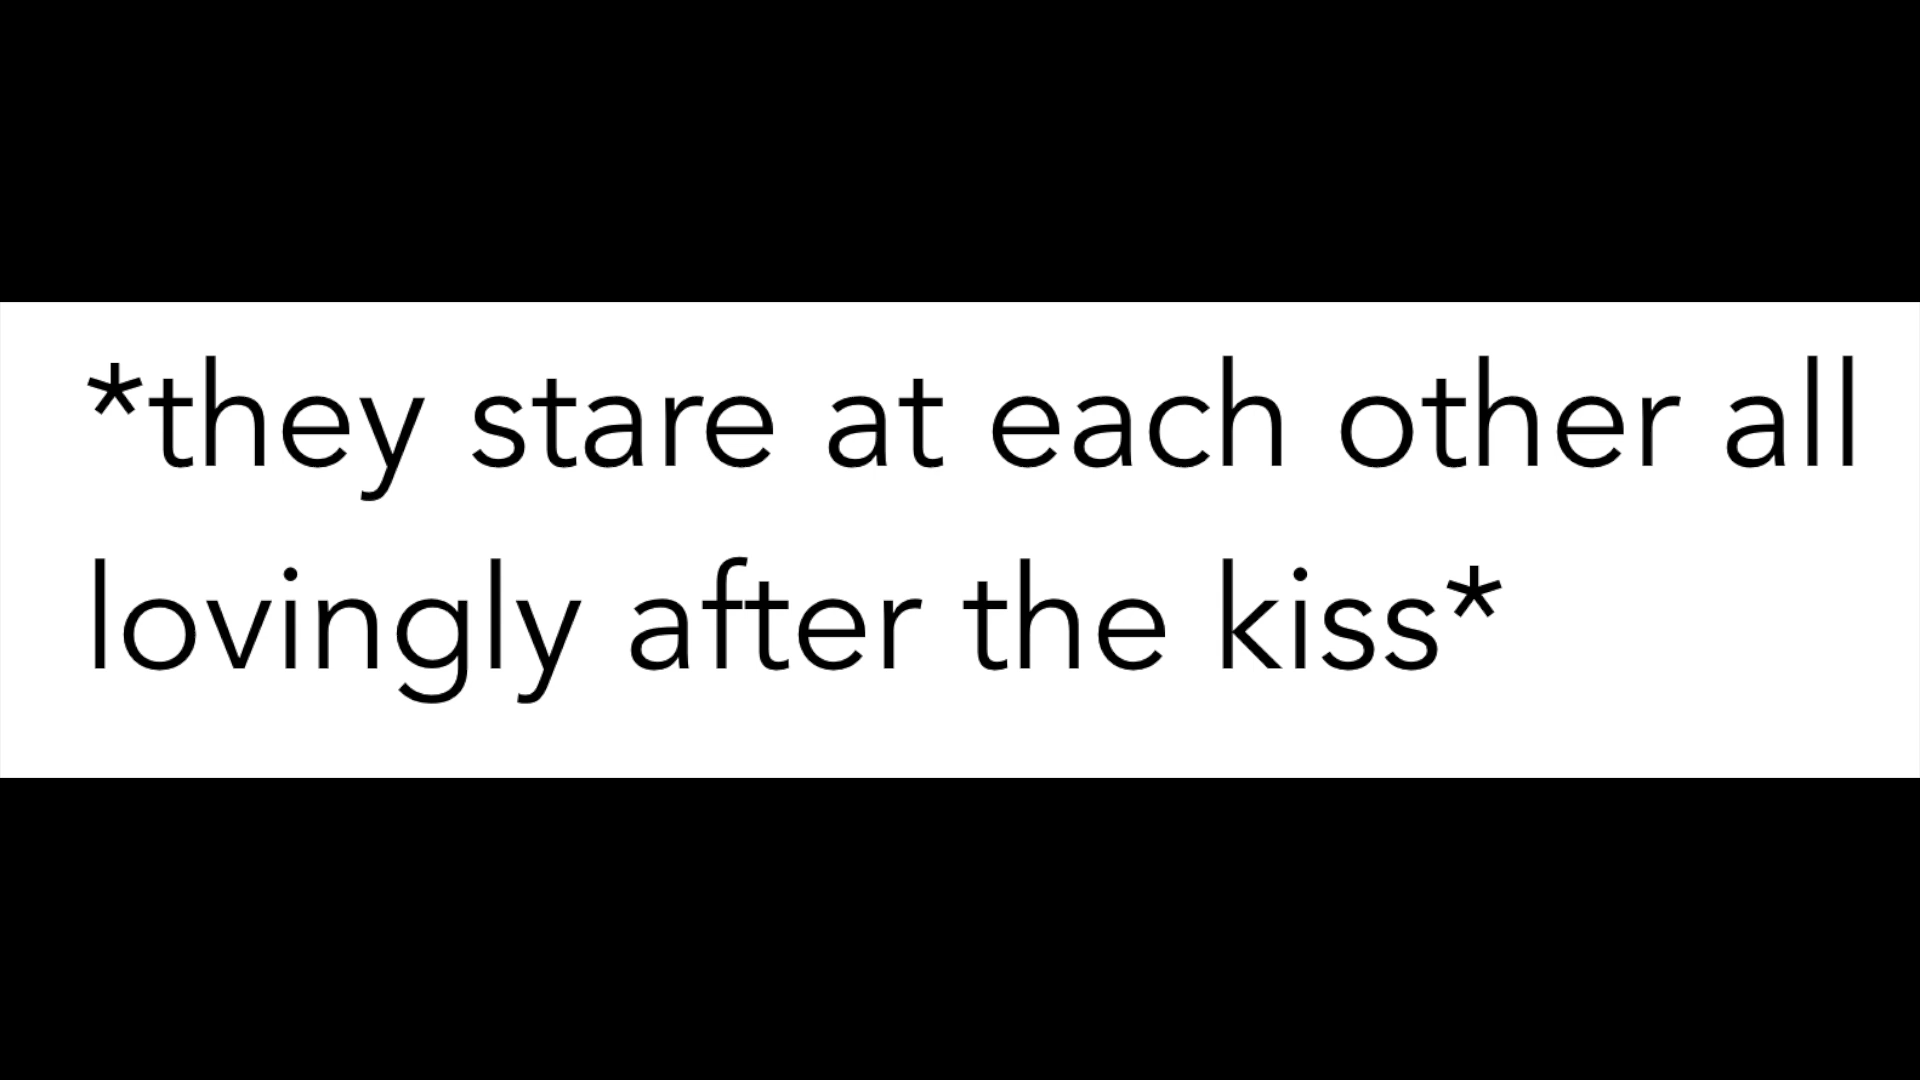 *they stare at each other all
lovingly after the kiss*